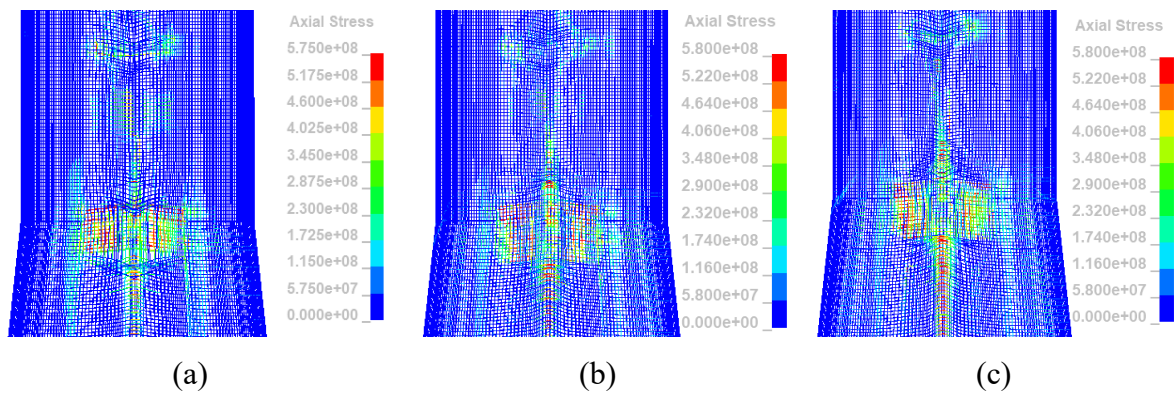 Axial Stress
5.750e+08
5.175e+08
4.600e+08
4.025e+08
3.450e+08
2.875e+08
2.300e+08
1.725e+08
1.150e+08
5.750e+07
0.000e+00
(a)
Axial Stress
5.800e+08
5.220e+08
4.640e+08
4.060e+08
3.480e+08
2.900e+08
2.320e+08
1.740e+08
1.160e+08
5.800e+07
0.000e+00
(b)
Axial Stress
5.800e+08
5.220e+08
4.640e+08
4.060e+08
3.480e+08
2.900e+08
2.320e+08
1.740e+08
1.160e+08
5.800e+07
0.000e+00
(c)